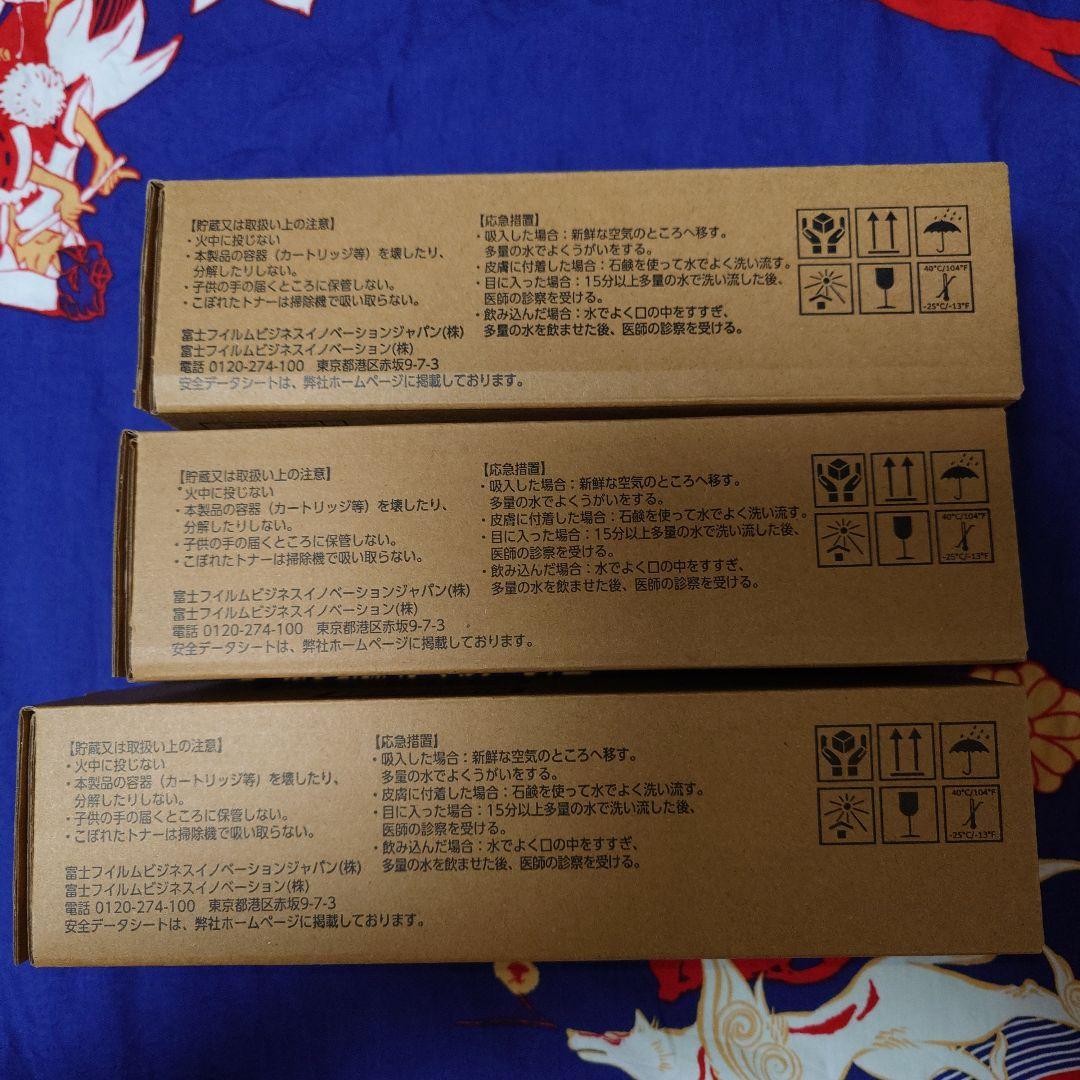 【貯蔵又は取扱い上の注意】
・火中に投じない
・本製品の容器（カートリッジ等）を壊したり、
分解したりしない。
・子供の手の届くところに保管しない。
・こぼれたトナーは掃除機で吸い取らない。
富士フイルムビジネスイノベーションジャパン(株)
富士フイルムビジネスイノベーション(株)
電話 0120-274-100　東京都港区赤坂9-7-3
安全データシートは、弊社ホームページに掲載しております。
【応急措置】
・吸入した場合：新鮮な空気のところへ移す。
多量の水でよくうがいをする。
・皮膚に付着した場合：石鹸を使って水でよく洗い流す。
・目に入った場合：15分以上多量の水で洗い流した後、
医師の診察を受ける。
・飲み込んだ場合：水でよく口の中をすすぎ、
多量の水を飲ませた後、医師の診察を受ける。
40°C/104°F
-25°C/-13°F
【貯蔵又は取扱い上の注意】
・火中に投じない
・本製品の容器（カートリッジ等）を壊したり、
分解したりしない。
・子供の手の届くところに保管しない。
・こぼれたトナーは掃除機で吸い取らない。
富士フイルムビジネスイノベーションジャパン(株)
富士フイルムビジネスイノベーション(株)
電話 0120-274-100　東京都港区赤坂9-7-3
安全データシートは、弊社ホームページに掲載しております。
【応急措置】
・吸入した場合：新鮮な空気のところへ移す。
多量の水でよくうがいをする。
・皮膚に付着した場合：石鹸を使って水でよく洗い流す。
・目に入った場合：15分以上多量の水で洗い流した後、
医師の診察を受ける。
・飲み込んだ場合：水でよく口の中をすすぎ、
多量の水を飲ませた後、医師の診察を受ける。
40°C/104°F
-25°C/-13°F
【貯蔵又は取扱い上の注意】
・火中に投じない
・本製品の容器（カートリッジ等）を壊したり、
分解したりしない。
・子供の手の届くところに保管しない。
・こぼれたトナーは掃除機で吸い取らない。
富士フイルムビジネスイノベーションジャパン(株)
富士フイルムビジネスイノベーション(株)
電話 0120-274-100　東京都港区赤坂9-7-3
安全データシートは、弊社ホームページに掲載しております。
【応急措置】
・吸入した場合：新鮮な空気のところへ移す。
多量の水でよくうがいをする。
・皮膚に付着した場合：石鹸を使って水でよく洗い流す。
・目に入った場合：15分以上多量の水で洗い流した後、
医師の診察を受ける。
・飲み込んだ場合：水でよく口の中をすすぎ、
多量の水を飲ませた後、医師の診察を受ける。
40°C/104°F
-25°C/-13°F